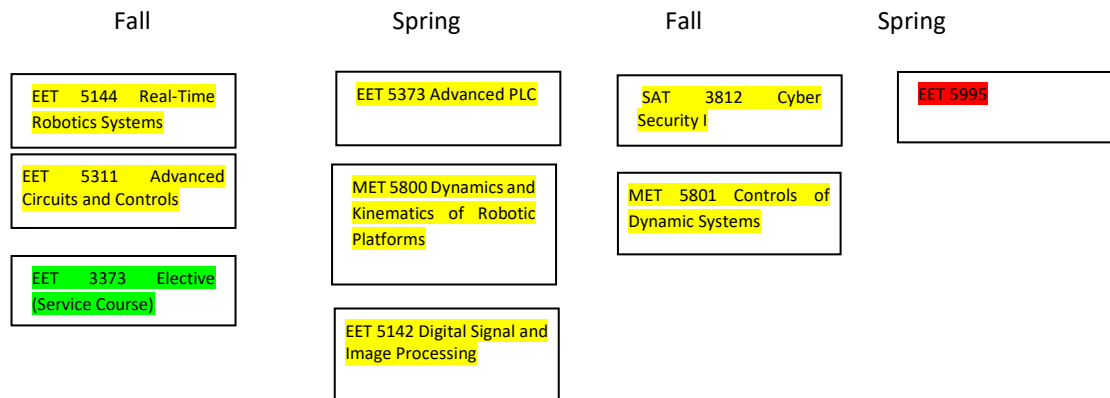 Fall Spring Fall Spring
EET 5144 Real-Time
Robotics Systems
EET 5311 Advanced
Circuits and Controls
EET 3373 Elective
(Service Course)
EET 5373 Advanced PLC
MET 5800 Dynamics and
Kinematics of Robotic
Platforms
EET 5142 Digital Signal and
Image Processing
SAT 3812 Cyber
Security I
MET 5801 Controls of
Dynamic Systems
EET 5995